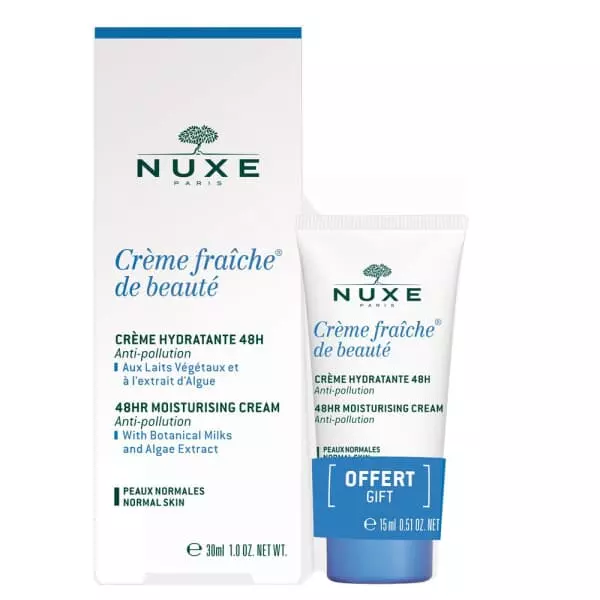 NUXE
PARIS
Crème fraîche®
de beauté
CRÈME HYDRATANTE 48H
Anti-pollution
Aux Laits Végétaux et
à l'extrait d'Algue
48HR MOISTURISING CREAM
Anti-pollution
With Botanical Milks
and Algae Extract
PEAUX NORMALES
NORMAL SKIN
℮ 30ml 1.0 OZ. NET WT.
NUXE
PARIS
Crème fraîche®
de beauté
CRÈME HYDRATANTE 48H
Anti-pollution
48HR MOISTURISING CREAM
Anti-pollution
PEAUX NORMALES
NORMAL SKIN
OFFERT
GIFT
℮ 15ml 0.51 OZ. NET